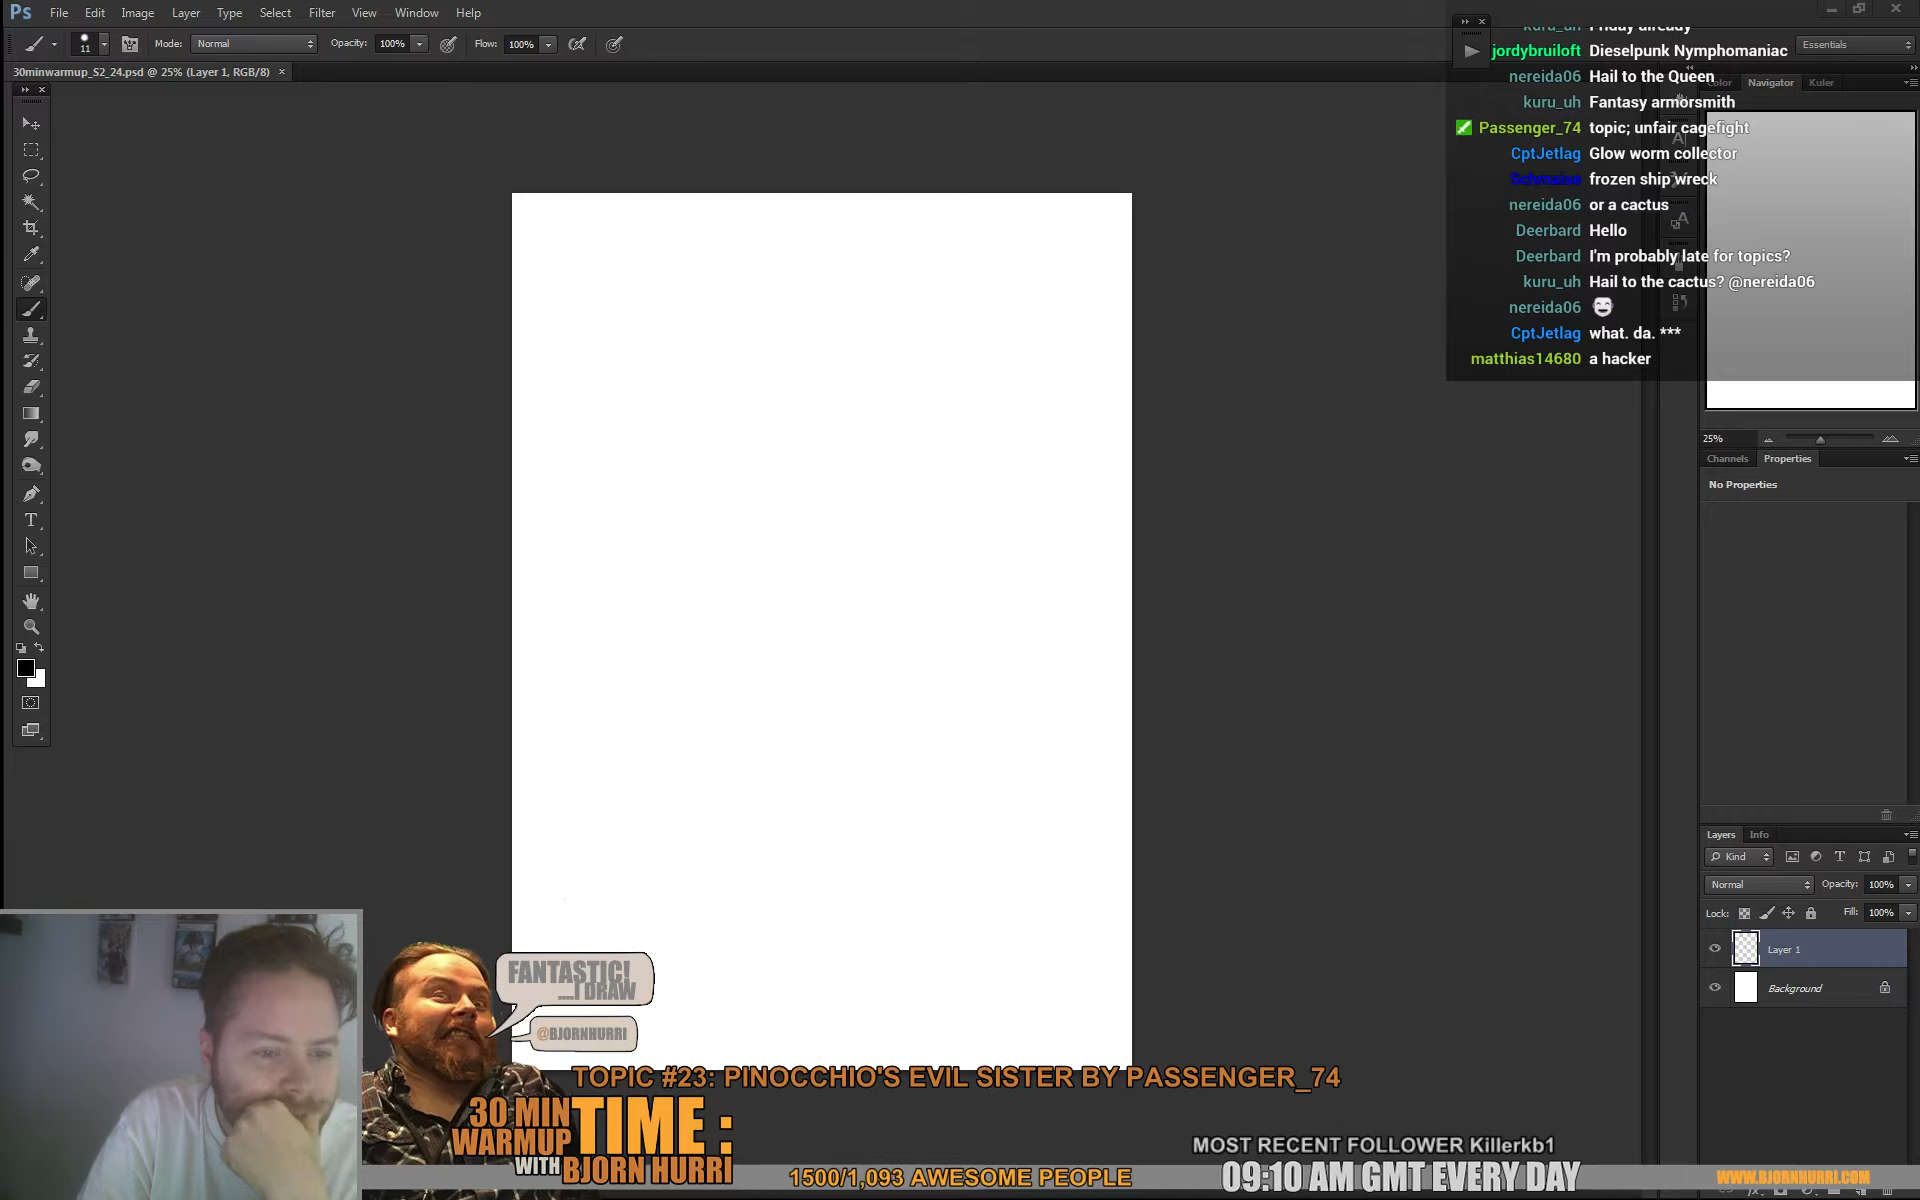 Ps File Edit Image Layer Type Select Filter View Window Help
11 Mode: Normal Opacity: 100% Flow: 100%
Essentials
30minwarmup_S2_24.psd @ 25% (Layer 1, RGB/8) ×
kuru_uh Friday already
jordybruiloft Dieselpunk Nymphomaniac
nereida06 Hail to the Queen
kuru_uh Fantasy armorsmith
Passenger_74 topic; unfair cagefight
CptJetlag Glow worm collector
Schmaise frozen ship wreck
nereida06 or a cactus
Deerbard Hello
Deerbard I'm probably late for topics?
kuru_uh Hail to the cactus? @nereida06
nereida06
CptJetlag what. da. ***
matthias14680 a hacker
Color Navigator Kuler
25%
Channels Properties
No Properties
Layers Info
Kind
Normal Opacity: 100%
Lock: Fill: 100%
Layer 1
Background
FANTASTIC!
....I DRAW
@BJORNHURRI
TOPIC #23: PINOCCHIO'S EVIL SISTER BY PASSENGER_74
30 MIN
WARMUP
WITH BJORN HURRI
TIME :
MOST RECENT FOLLOWER Killerkb1
1500/1,093 AWESOME PEOPLE
09:10 AM GMT EVERY DAY
WWW.BJORNHURRI.COM